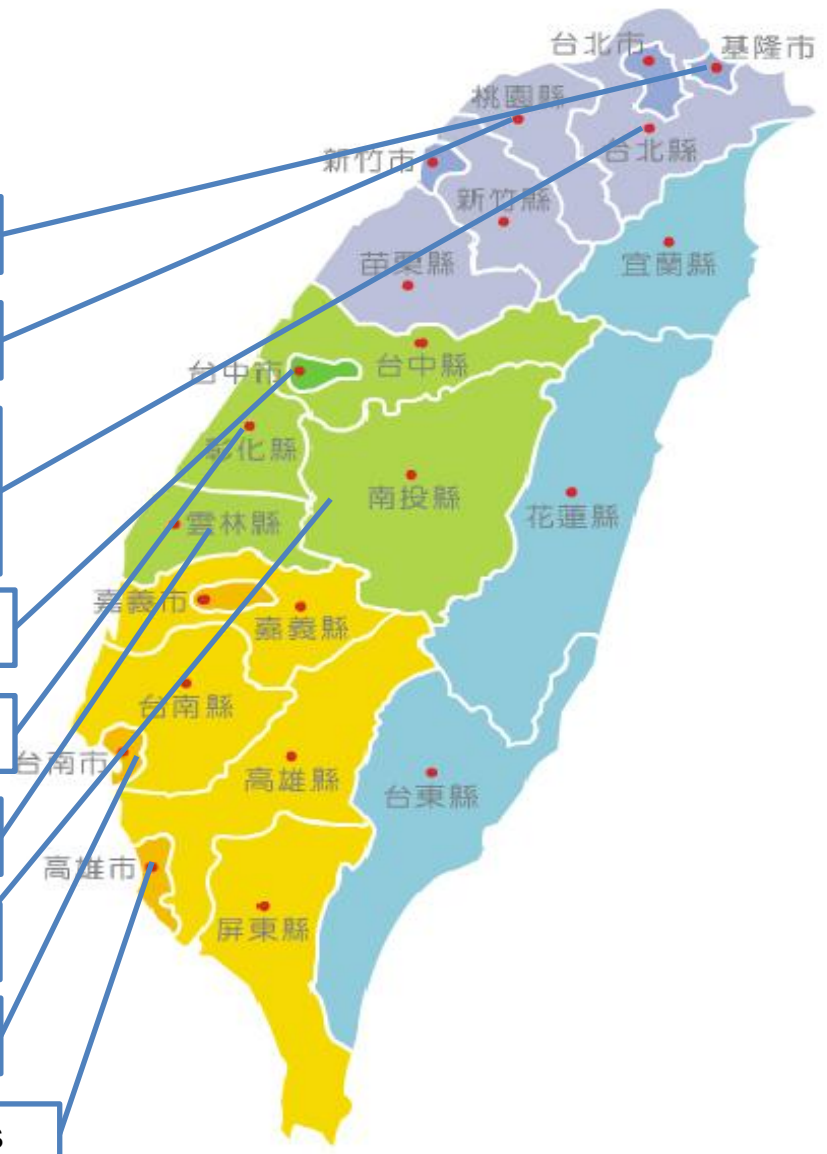 台北市
基隆市
桃園縣
台北縣
新竹市
新竹縣
苗栗縣
宜蘭縣
台中市
台中縣
彰化縣
南投縣
花蓮縣
雲林縣
嘉義市
嘉義縣
台南縣
台南市
高雄縣
台東縣
高雄市
屏東縣
s